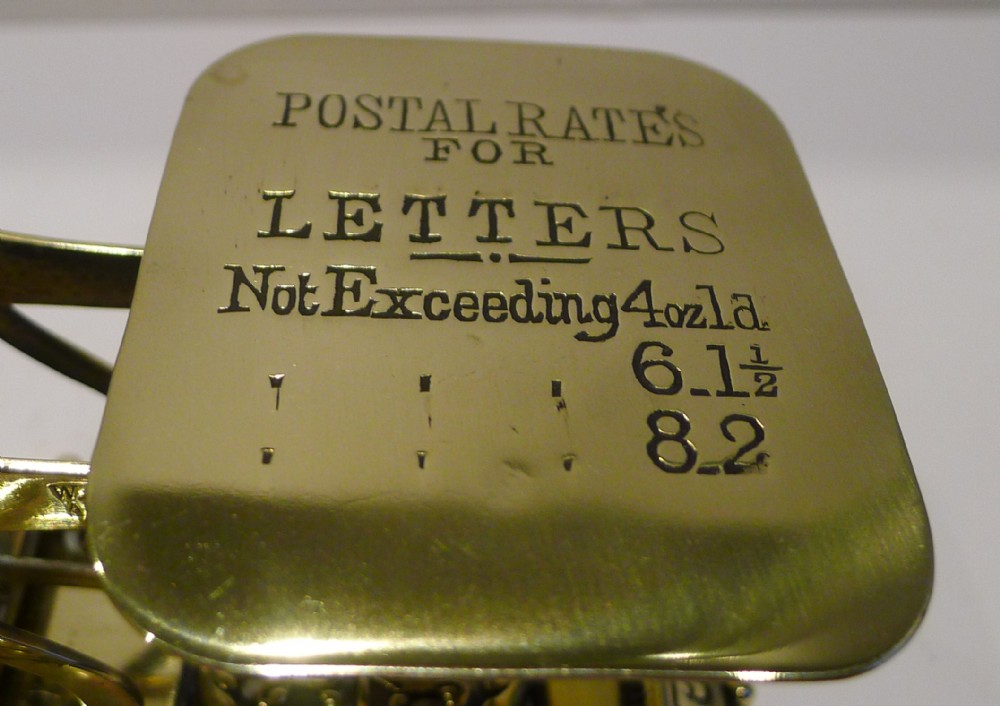 POSTAL RATES
FOR
LETTERS
Not Exceeding 4oz 1d
" " " 6 . 1½
" " " 8 . 2